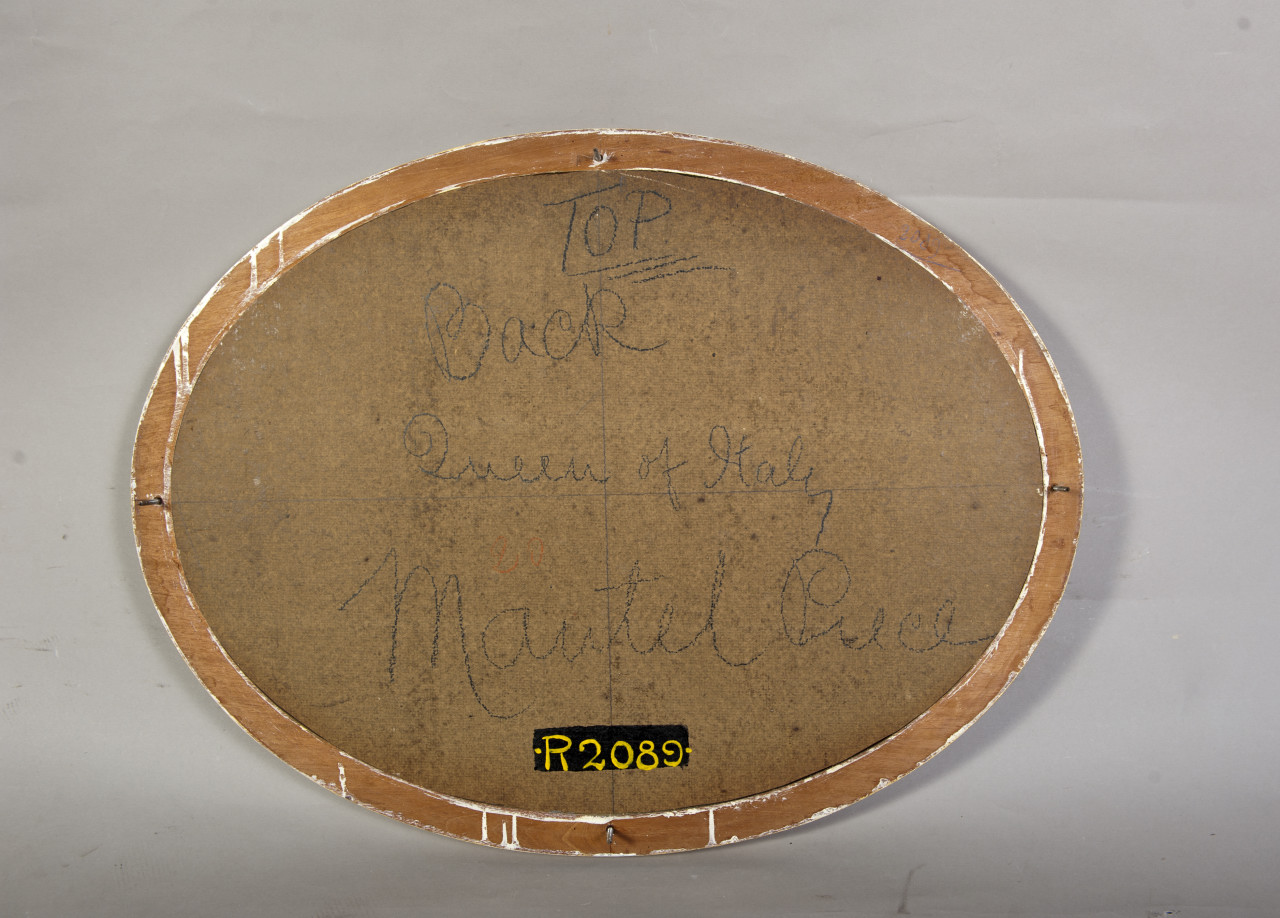 TOP
Back
Queen of Italy
Mantel Piece
·R2089·